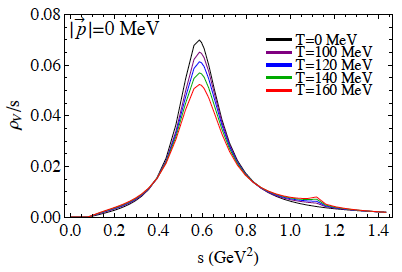 |p⃗|=0 MeV
T=0 MeV
T=100 MeV
T=120 MeV
T=140 MeV
T=160 MeV
ρV/s
0.08
0.06
0.04
0.02
0.00
0.0 0.2 0.4 0.6 0.8 1.0 1.2 1.4
s (GeV²)